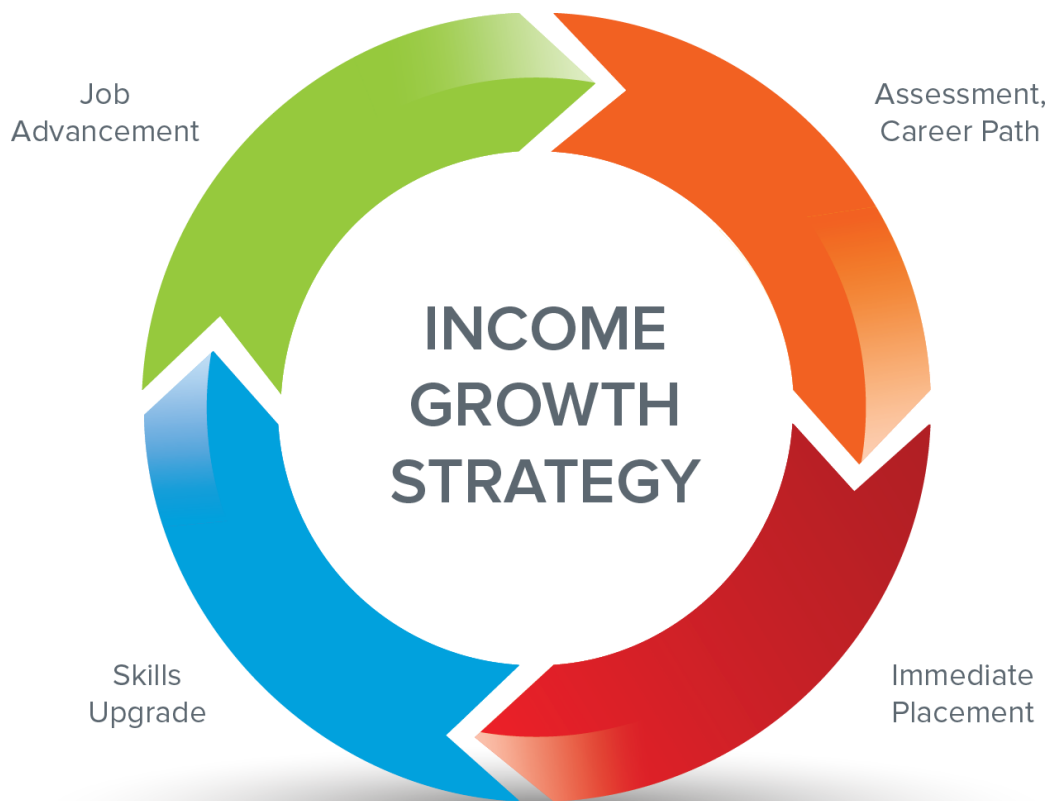 Job
Advancement
Assessment,
Career Path
INCOME
GROWTH
STRATEGY
Skills
Upgrade
Immediate
Placement